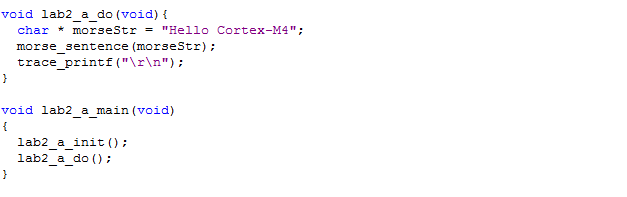 void lab2_a_do(void){
  char * morseStr = "Hello Cortex-M4";
  morse_sentence(morseStr);
  trace_printf("\r\n");
}

void lab2_a_main(void)
{
  lab2_a_init();
  lab2_a_do();
}